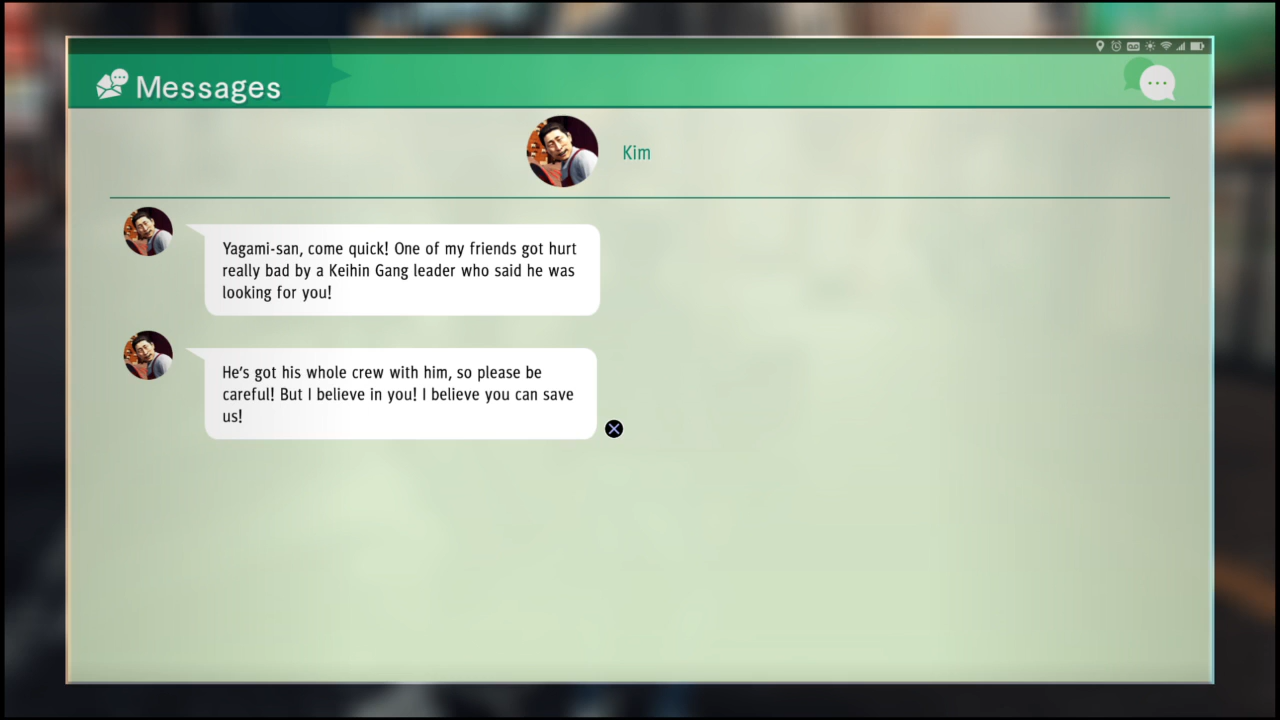 Messages
Kim
Yagami-san, come quick! One of my friends got hurt
really bad by a Keihin Gang leader who said he was
looking for you!
He's got his whole crew with him, so please be
careful! But I believe in you! I believe you can save
us!